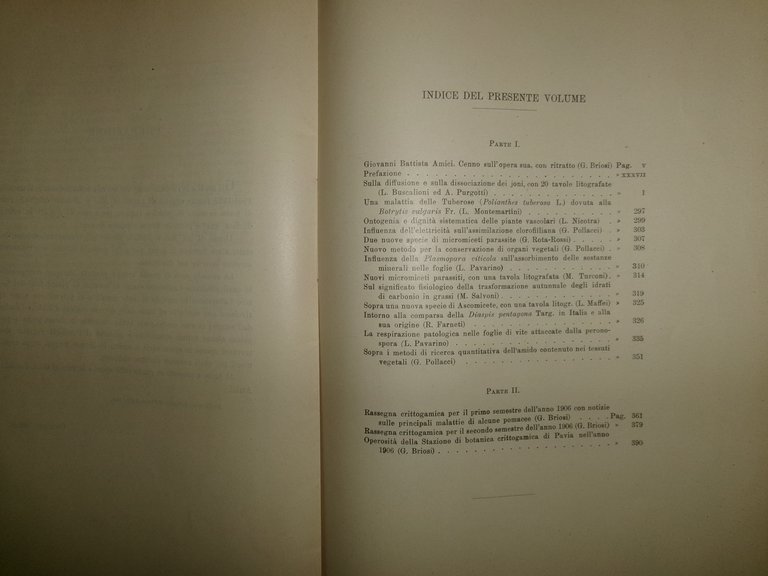 INDICE DEL PRESENTE VOLUME
PARTE I.
Giovanni Battista Amici. Cenno sull'opera sua, con ritratto (G. Briosi) Pag. V
Prefazione . . . . . . . . . . . . . . . . . . . . . » XXXVII
Sulla diffusione e sulla dissociazione dei joni, con 20 tavole litografate
(L. Buscalioni ed A. Purgotti) . . . . . . . . . . . . . » 1
Una malattia delle Tuberose (Polianthes tuberosa L.) dovuta alla
Botrytis vulgaris Fr. (L. Montemartini) . . . . . . . . . » 297
Ontogenia e dignità sistematica delle piante vascolari (L. Nicotra) . » 299
Influenza dell'elettricità sull'assimilazione clorofilliana (G. Pollacci) . » 303
Due nuove specie di micromiceti parassite (G. Rota-Rossi) . . . . » 307
Nuovo metodo per la conservazione di organi vegetali (G. Pollacci) . » 308
Influenza della Plasmopara viticola sull'assorbimento delle sostanze
minerali nelle foglie (L. Pavarino) . . . . . . . . . . . » 310
Nuovi micromiceti parassiti, con una tavola litografata (M. Turconi) . » 314
Sul significato fisiologico della trasformazione autunnale degli idrati
di carbonio in grassi (M. Salvoni) . . . . . . . . . . . » 319
Sopra una nuova specie di Ascomicete, con una tavola litogr. (L. Maffei) » 325
Intorno alla comparsa della Diaspis pentagona Targ. in Italia e alla
sua origine (R. Farneti) . . . . . . . . . . . . . . » 326
La respirazione patologica nelle foglie di vite attaccate dalla perono-
spora (L. Pavarino) . . . . . . . . . . . . . . . . » 335
Sopra i metodi di ricerca quantitativa dell'amido contenuto nei tessuti
vegetali (G. Pollacci) . . . . . . . . . . . . . . . » 351
PARTE II.
Rassegna crittogamica per il primo semestre dell'anno 1906 con notizie
sulle principali malattie di alcune pomacee (G. Briosi) . . . . Pag. 361
Rassegna crittogamica per il secondo semestre dell'anno 1906 (G. Briosi) » 379
Operosità della Stazione di botanica crittogamica di Pavia nell'anno
1906 (G. Briosi) . . . . . . . . . . . . . . . . . » 390